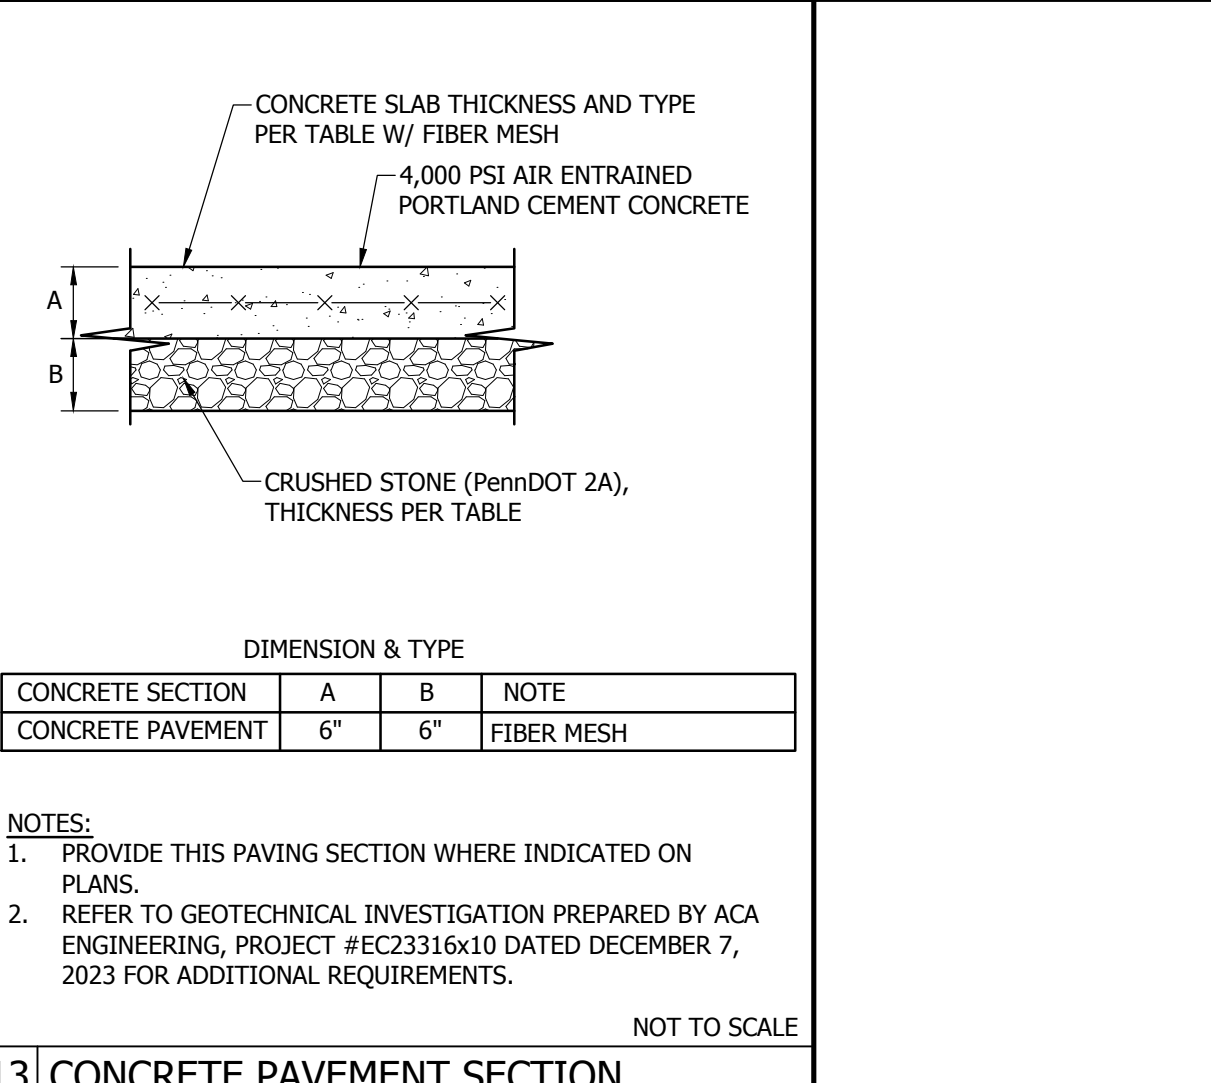 CONCRETE SLAB THICKNESS AND TYPE
PER TABLE W/ FIBER MESH
4,000 PSI AIR ENTRAINED
PORTLAND CEMENT CONCRETE
A
B
CRUSHED STONE (PennDOT 2A),
THICKNESS PER TABLE
DIMENSION & TYPE
CONCRETE SECTION A B NOTE
CONCRETE PAVEMENT 6" 6" FIBER MESH
NOTES:
1. PROVIDE THIS PAVING SECTION WHERE INDICATED ON
PLANS.
2. REFER TO GEOTECHNICAL INVESTIGATION PREPARED BY ACA
ENGINEERING, PROJECT #EC23316x10 DATED DECEMBER 7,
2023 FOR ADDITIONAL REQUIREMENTS.
NOT TO SCALE
13 CONCRETE PAVEMENT SECTION